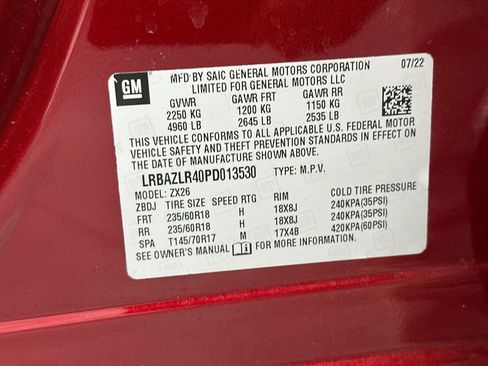 GM
MFD BY SAIC GENERAL MOTORS CORPORATION 07/22
LIMITED FOR GENERAL MOTORS LLC
GVWR GAWR FRT GAWR RR
2250 KG 1200 KG 1150 KG
4960 LB 2645 LB 2535 LB
THIS VEHICLE CONFORMS TO ALL APPLICABLE U.S. FEDERAL MOTOR
VEHICLE SAFETY AND THEFT PREVENTION STANDARDS IN EFFECT ON
THE DATE OF MANUFACTURE SHOWN ABOVE.
LRBAZLR40PD013530 TYPE: M.P.V.
MODEL: ZX26
ZBDJ TIRE SIZE SPEED RTG RIM COLD TIRE PRESSURE
FRT 235/60R18 H 18X8J 240KPA(35PSI)
RR 235/60R18 H 18X8J 240KPA(35PSI)
SPA T145/70R17 M 17X4B 420KPA(60PSI)
SEE OWNER'S MANUAL FOR MORE INFORMATION.